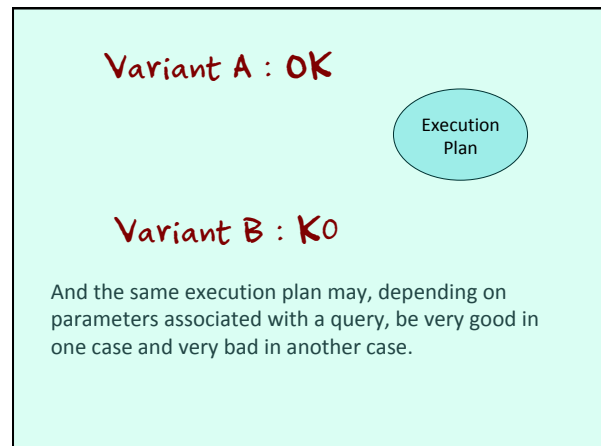 Variant A : OK
Execution
Plan
Variant B : KO
And the same execution plan may, depending on
parameters associated with a query, be very good in
one case and very bad in another case.